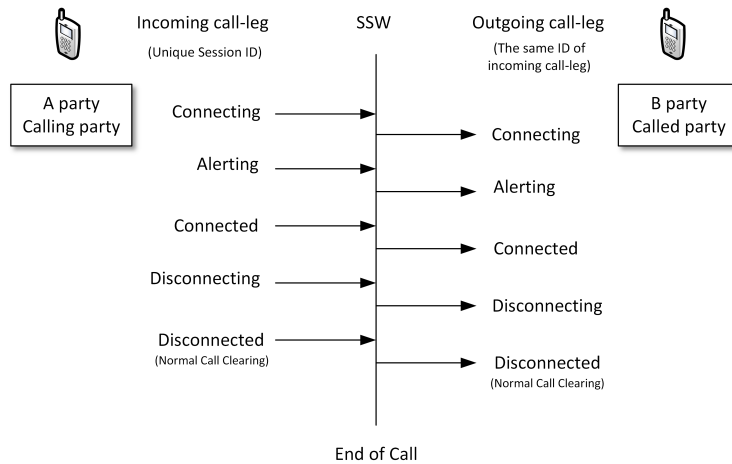 Incoming call-leg
(Unique Session ID)
SSW
Outgoing call-leg
(The same ID of
incoming call-leg)
A party
Calling party
B party
Called party
Connecting
Connecting
Alerting
Alerting
Connected
Connected
Disconnecting
Disconnecting
Disconnected
(Normal Call Clearing)
Disconnected
(Normal Call Clearing)
End of Call